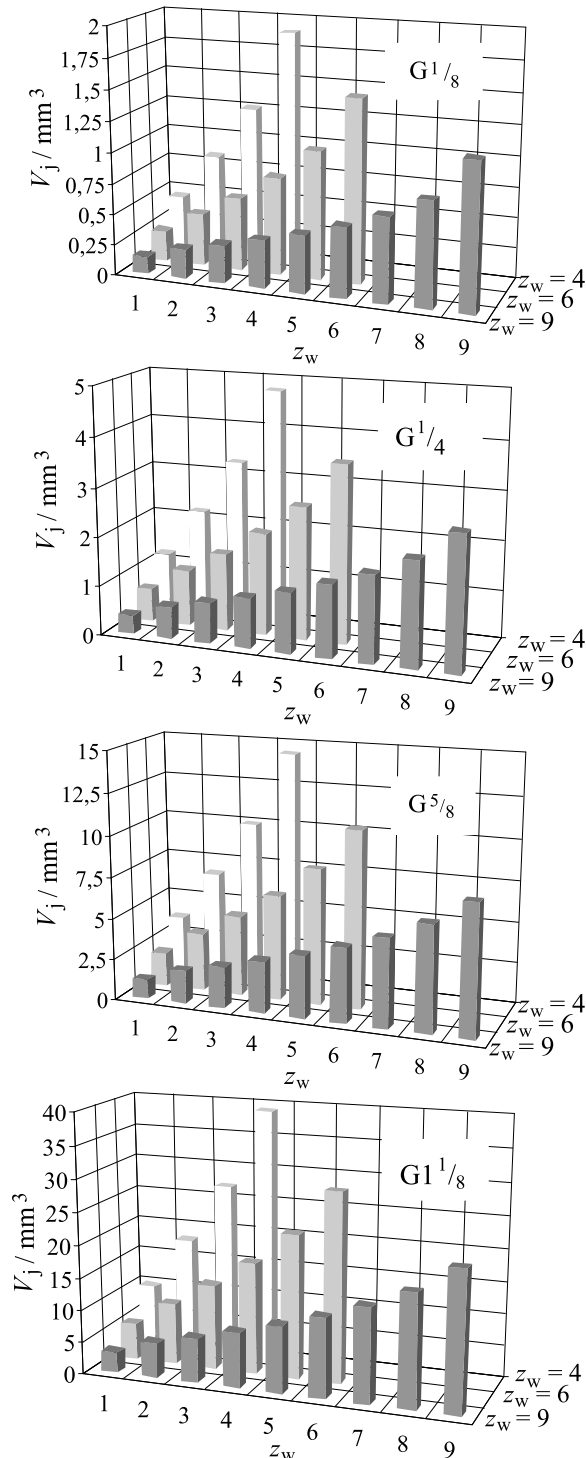 2
1,75
1,5
1,25
1
0,75
0,5
0,25
0
V_j / mm³
G¹/₈
1 2 3 4 5 6 7 8 9
z_w
z_w = 4
z_w = 6
z_w = 9
5
4
3
2
1
0
V_j / mm³
G¹/₄
1 2 3 4 5 6 7 8 9
z_w
z_w = 4
z_w = 6
z_w = 9
15
12,5
10
7,5
5
2,5
0
V_j / mm³
G⁵/₈
1 2 3 4 5 6 7 8 9
z_w
z_w = 4
z_w = 6
z_w = 9
40
35
30
25
20
15
10
5
0
V_j / mm³
G1¹/₈
1 2 3 4 5 6 7 8 9
z_w
z_w = 4
z_w = 6
z_w = 9